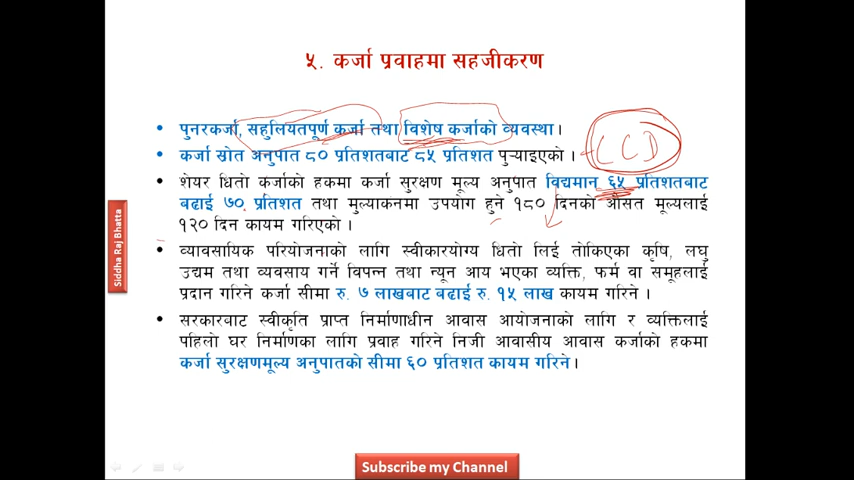 ५. कर्जा प्रवाहमा सहजीकरण
• पुनरकर्जा, सहुलियतपूर्ण कर्जा तथा विशेष कर्जाको व्यवस्था।
• कर्जा स्रोत अनुपात ८० प्रतिशतबाट ८५ प्रतिशत पुऱ्याइएको ।
CCD
• शेयर धितो कर्जाको हकमा कर्जा सुरक्षण मूल्य अनुपात विद्यमान ६५ प्रतिशतबाट
बढाई ७० प्रतिशत तथा मुल्याकनमा उपयोग हुने १८० दिनको औसत मूल्यलाई
१२० दिन कायम गरिएको ।
• व्यावसायिक परियोजनाको लागि स्वीकारयोग्य धितो लिई तोकिएका कृषि, लघु
उद्यम तथा व्यवसाय गर्ने विपन्न तथा न्यून आय भएका व्यक्ति, फर्म वा समूहलाई
प्रदान गरिने कर्जा सीमा रु. ७ लाखबाट बढाई रु. १५ लाख कायम गरिने ।
• सरकारबाट स्वीकृति प्राप्त निर्माणाधीन आवास आयोजनाको लागि र व्यक्तिलाई
पहिलो घर निर्माणका लागि प्रवाह गरिने निजी आवासीय आवास कर्जाको हकमा
कर्जा सुरक्षणमूल्य अनुपातको सीमा ६० प्रतिशत कायम गरिने।
Siddha Raj Bhatta
Subscribe my Channel